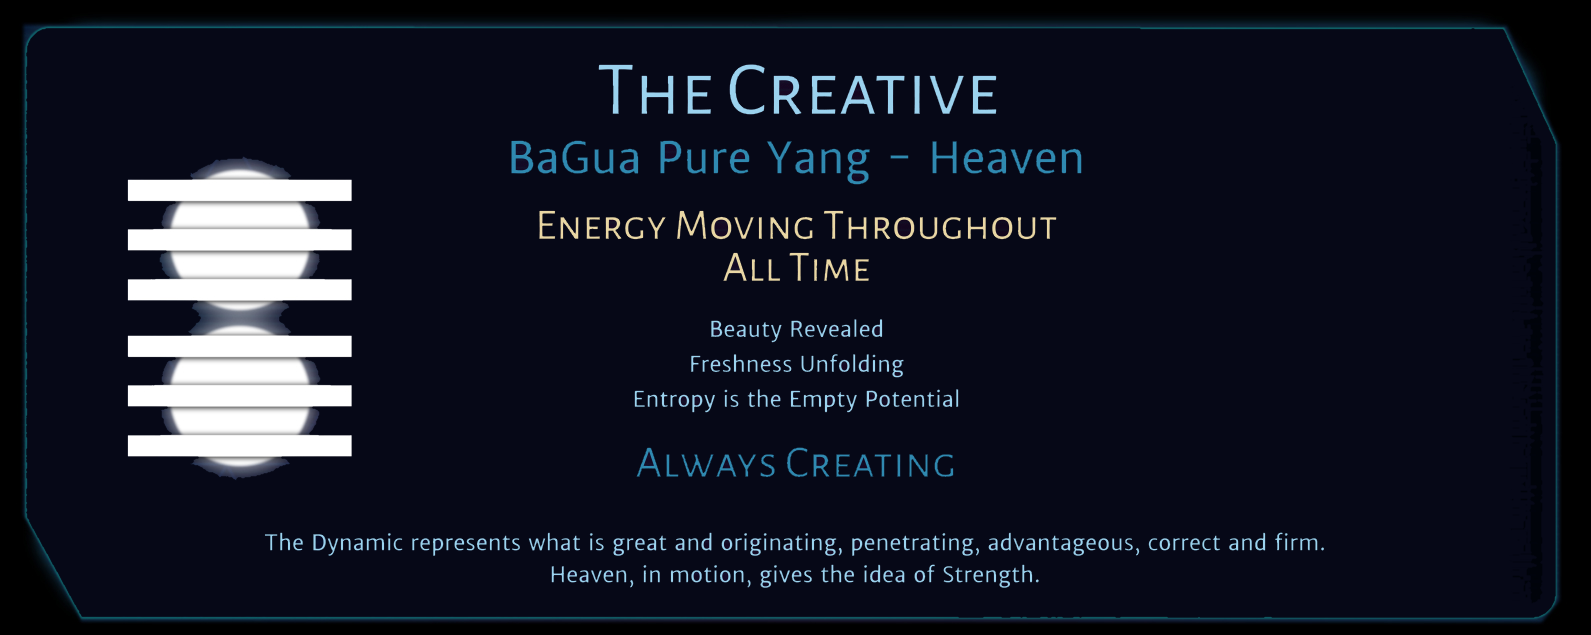 The Creative
BaGua Pure Yang - Heaven
Energy Moving Throughout
All Time
Beauty Revealed
Freshness Unfolding
Entropy is the Empty Potential
Always Creating
The Dynamic represents what is great and originating, penetrating, advantageous, correct and firm.
Heaven, in motion, gives the idea of Strength.